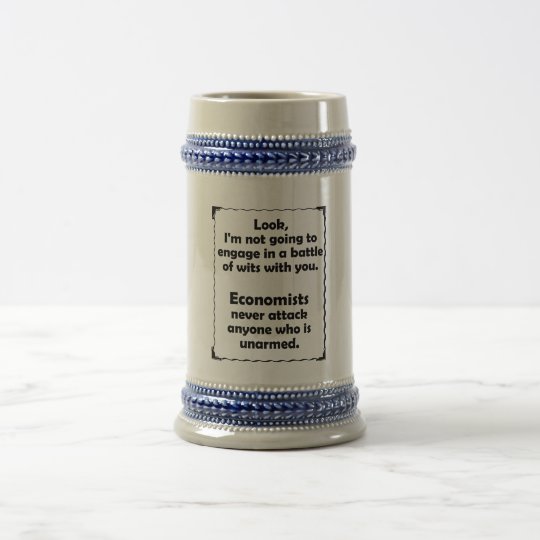 Look,
I'm not going to
engage in a battle
of wits with you.
Economists
never attack
anyone who is
unarmed.